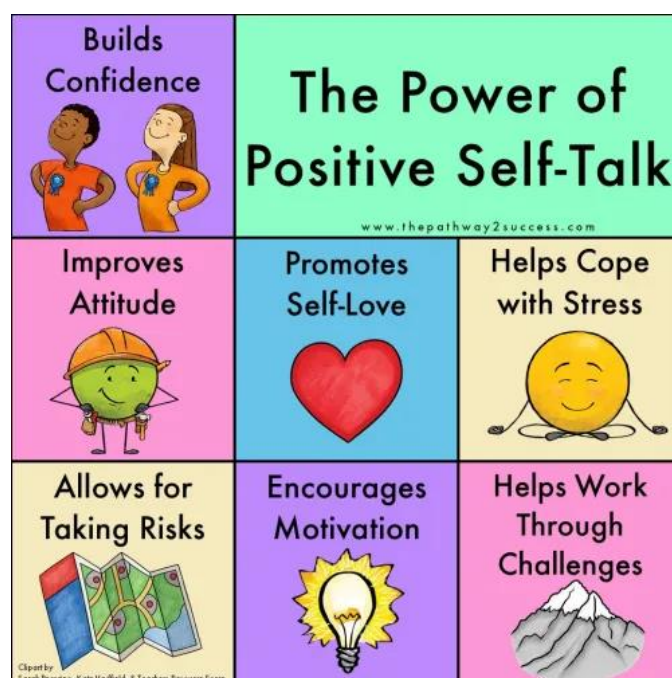 Builds
Confidence
The Power of
Positive Self-Talk
www.thepathway2success.com
Improves
Attitude
Promotes
Self-Love
Helps Cope
with Stress
Allows for
Taking Risks
Encourages
Motivation
Helps Work
Through
Challenges
Clipart by